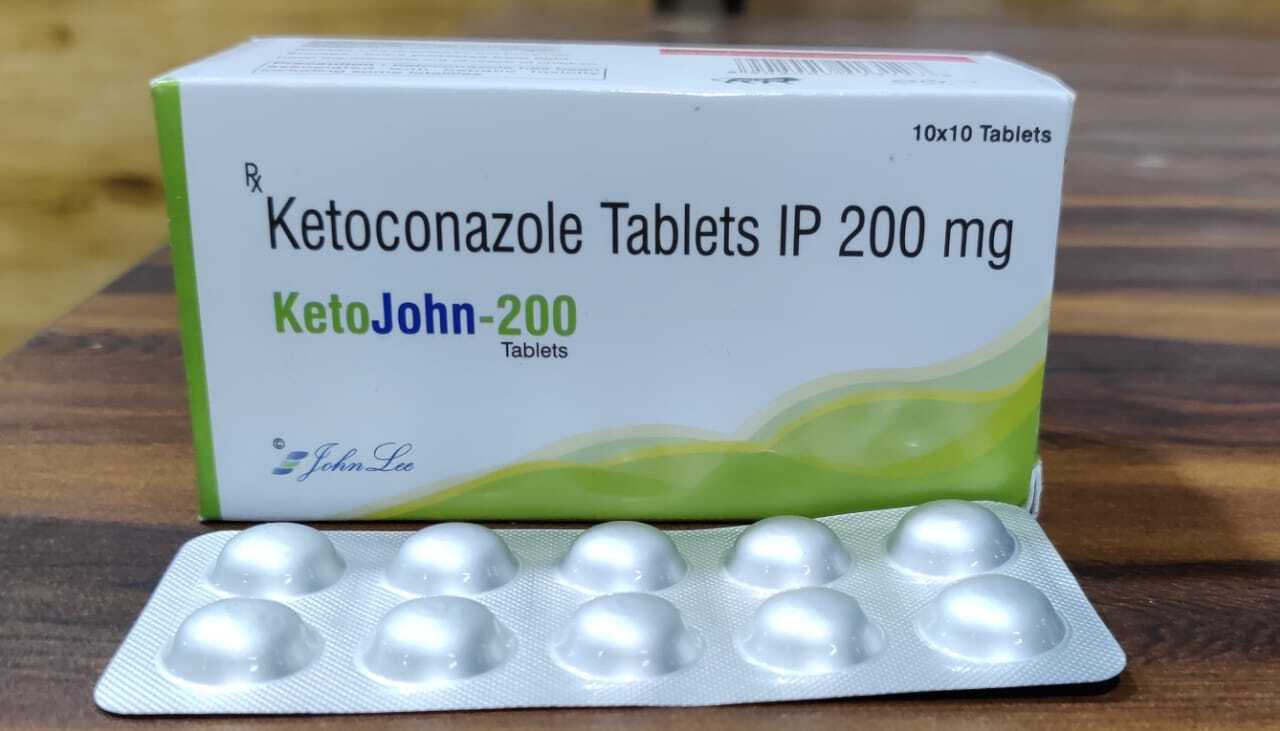 10x10 Tablets
Rx
Ketoconazole Tablets IP 200 mg
KetoJohn-200
Tablets
©
John Lee